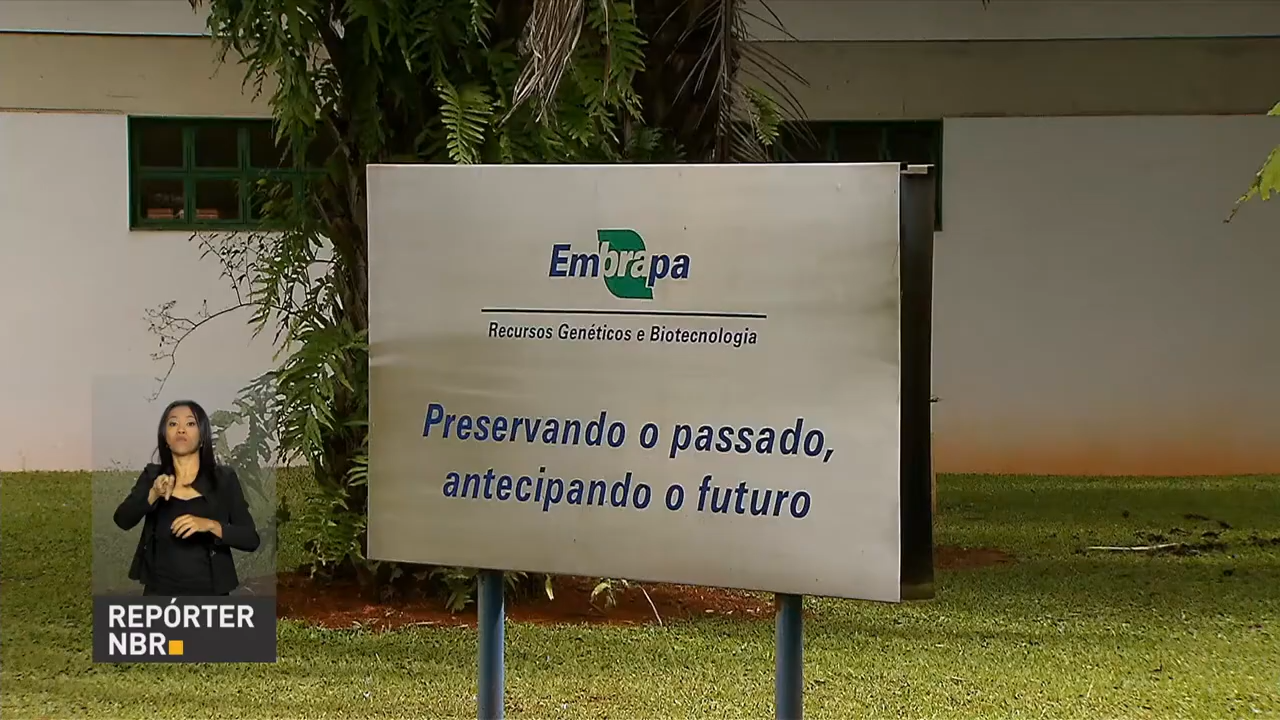 Embrapa
Recursos Genéticos e Biotecnologia
Preservando o passado,
antecipando o futuro
REPÓRTER
NBR